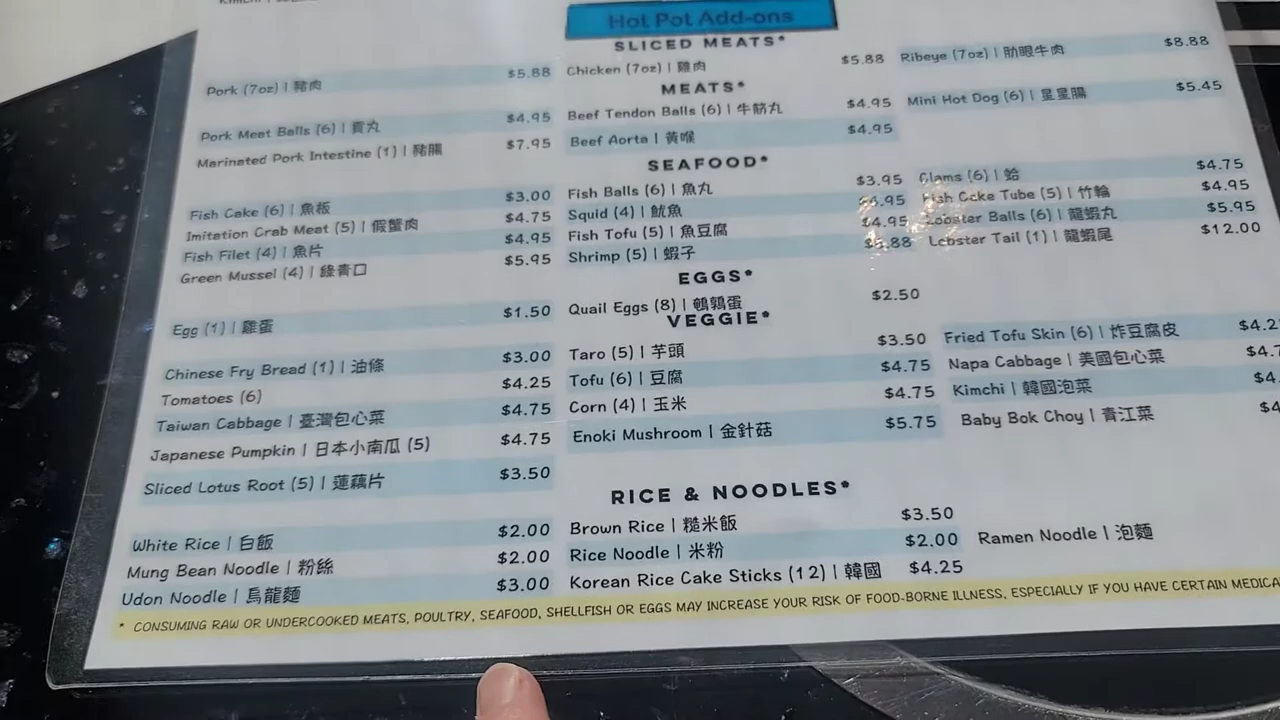 Kimchi |
Hot Pot Add-ons
SLICED MEATS*
Pork (7oz) | 豬肉 $5.88 Chicken (7oz) | 雞肉 $5.88 Ribeye (7oz) | 肋眼牛肉 $8.88
MEATS*
Pork Meat Balls (6) | 貢丸 $4.95 Beef Tendon Balls (6) | 牛筋丸 $4.95 Mini Hot Dog (6) | 星星腸 $5.45
Marinated Pork Intestine (1) | 豬腸 $7.95 Beef Aorta | 黃喉 $4.95
SEAFOOD*
Fish Cake (6) | 魚板 $3.00 Fish Balls (6) | 魚丸 $3.95 Clams (6) | 蛤 $4.75
Imitation Crab Meat (5) | 假蟹肉 $4.75 Squid (4) | 魷魚 $4.95 Fish Cake Tube (5) | 竹輪 $4.95
Fish Filet (4) | 魚片 $4.95 Fish Tofu (5) | 魚豆腐 $4.95 Lobster Balls (6) | 龍蝦丸 $5.95
Green Mussel (4) | 綠青口 $5.95 Shrimp (5) | 蝦子 .88 Lobster Tail (1) | 龍蝦尾 $12.00
EGGS*
Egg (1) | 雞蛋 $1.50 Quail Eggs (8) | 鵪鶉蛋 $2.50
VEGGIE*
Chinese Fry Bread (1) | 油條 $3.00 Taro (5) | 芋頭 $3.50 Fried Tofu Skin (6) | 炸豆腐皮 $4.2
Tomatoes (6) $4.25 Tofu (6) | 豆腐 $4.75 Napa Cabbage | 美國包心菜 $4.7
Taiwan Cabbage | 臺灣包心菜 $4.75 Corn (4) | 玉米 $4.75 Kimchi | 韓國泡菜 $4.
Japanese Pumpkin | 日本小南瓜 (5) $4.75 Enoki Mushroom | 金針菇 $5.75 Baby Bok Choy | 青江菜 $4
Sliced Lotus Root (5) | 蓮藕片 $3.50
RICE & NOODLES*
White Rice | 白飯 $2.00 Brown Rice | 糙米飯 $3.50 Ramen Noodle | 泡麵
Mung Bean Noodle | 粉絲 $2.00 Rice Noodle | 米粉 $2.00
Udon Noodle | 烏龍麵 $3.00 Korean Rice Cake Sticks (12) | 韓國 $4.25
* CONSUMING RAW OR UNDERCOOKED MEATS, POULTRY, SEAFOOD, SHELLFISH OR EGGS MAY INCREASE YOUR RISK OF FOOD-BORNE ILLNESS, ESPECIALLY IF YOU HAVE CERTAIN MEDICA